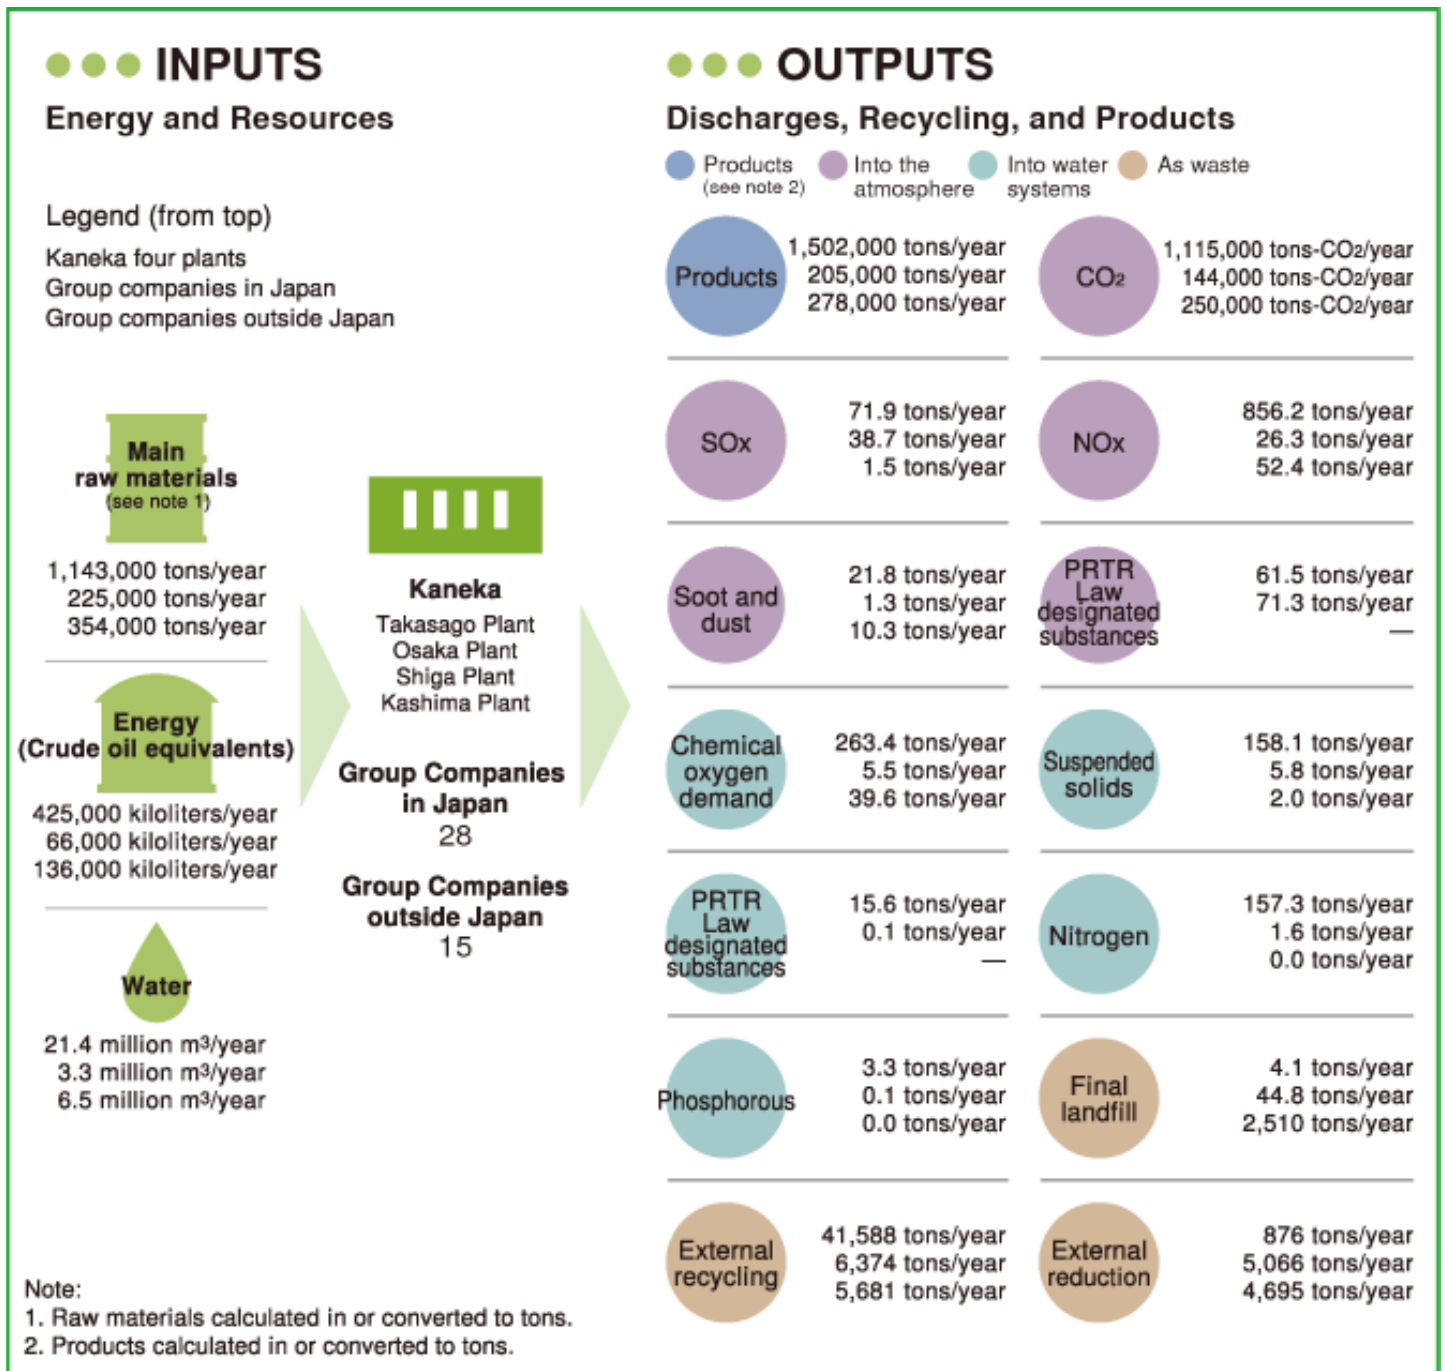 INPUTS
Energy and Resources
Legend (from top)
Kaneka four plants
Group companies in Japan
Group companies outside Japan
Main
raw materials
(see note 1)
1,143,000 tons/year
225,000 tons/year
354,000 tons/year
Energy
(Crude oil equivalents)
425,000 kiloliters/year
66,000 kiloliters/year
136,000 kiloliters/year
Water
21.4 million m³/year
3.3 million m³/year
6.5 million m³/year
Kaneka
Takasago Plant
Osaka Plant
Shiga Plant
Kashima Plant
Group Companies
in Japan
28
Group Companies
outside Japan
15
OUTPUTS
Discharges, Recycling, and Products
Products
(see note 2)
Into the
atmosphere
Into water
systems
As waste
Products
1,502,000 tons/year
205,000 tons/year
278,000 tons/year
CO₂
1,115,000 tons-CO₂/year
144,000 tons-CO₂/year
250,000 tons-CO₂/year
SOx
71.9 tons/year
38.7 tons/year
1.5 tons/year
NOx
856.2 tons/year
26.3 tons/year
52.4 tons/year
Soot and
dust
21.8 tons/year
1.3 tons/year
10.3 tons/year
PRTR
Law
designated
substances
61.5 tons/year
71.3 tons/year
—
Chemical
oxygen
demand
263.4 tons/year
5.5 tons/year
39.6 tons/year
Suspended
solids
158.1 tons/year
5.8 tons/year
2.0 tons/year
PRTR
Law
designated
substances
15.6 tons/year
0.1 tons/year
—
Nitrogen
157.3 tons/year
1.6 tons/year
0.0 tons/year
Phosphorous
3.3 tons/year
0.1 tons/year
0.0 tons/year
Final
landfill
4.1 tons/year
44.8 tons/year
2,510 tons/year
External
recycling
41,588 tons/year
6,374 tons/year
5,681 tons/year
External
reduction
876 tons/year
5,066 tons/year
4,695 tons/year
Note:
1. Raw materials calculated in or converted to tons.
2. Products calculated in or converted to tons.